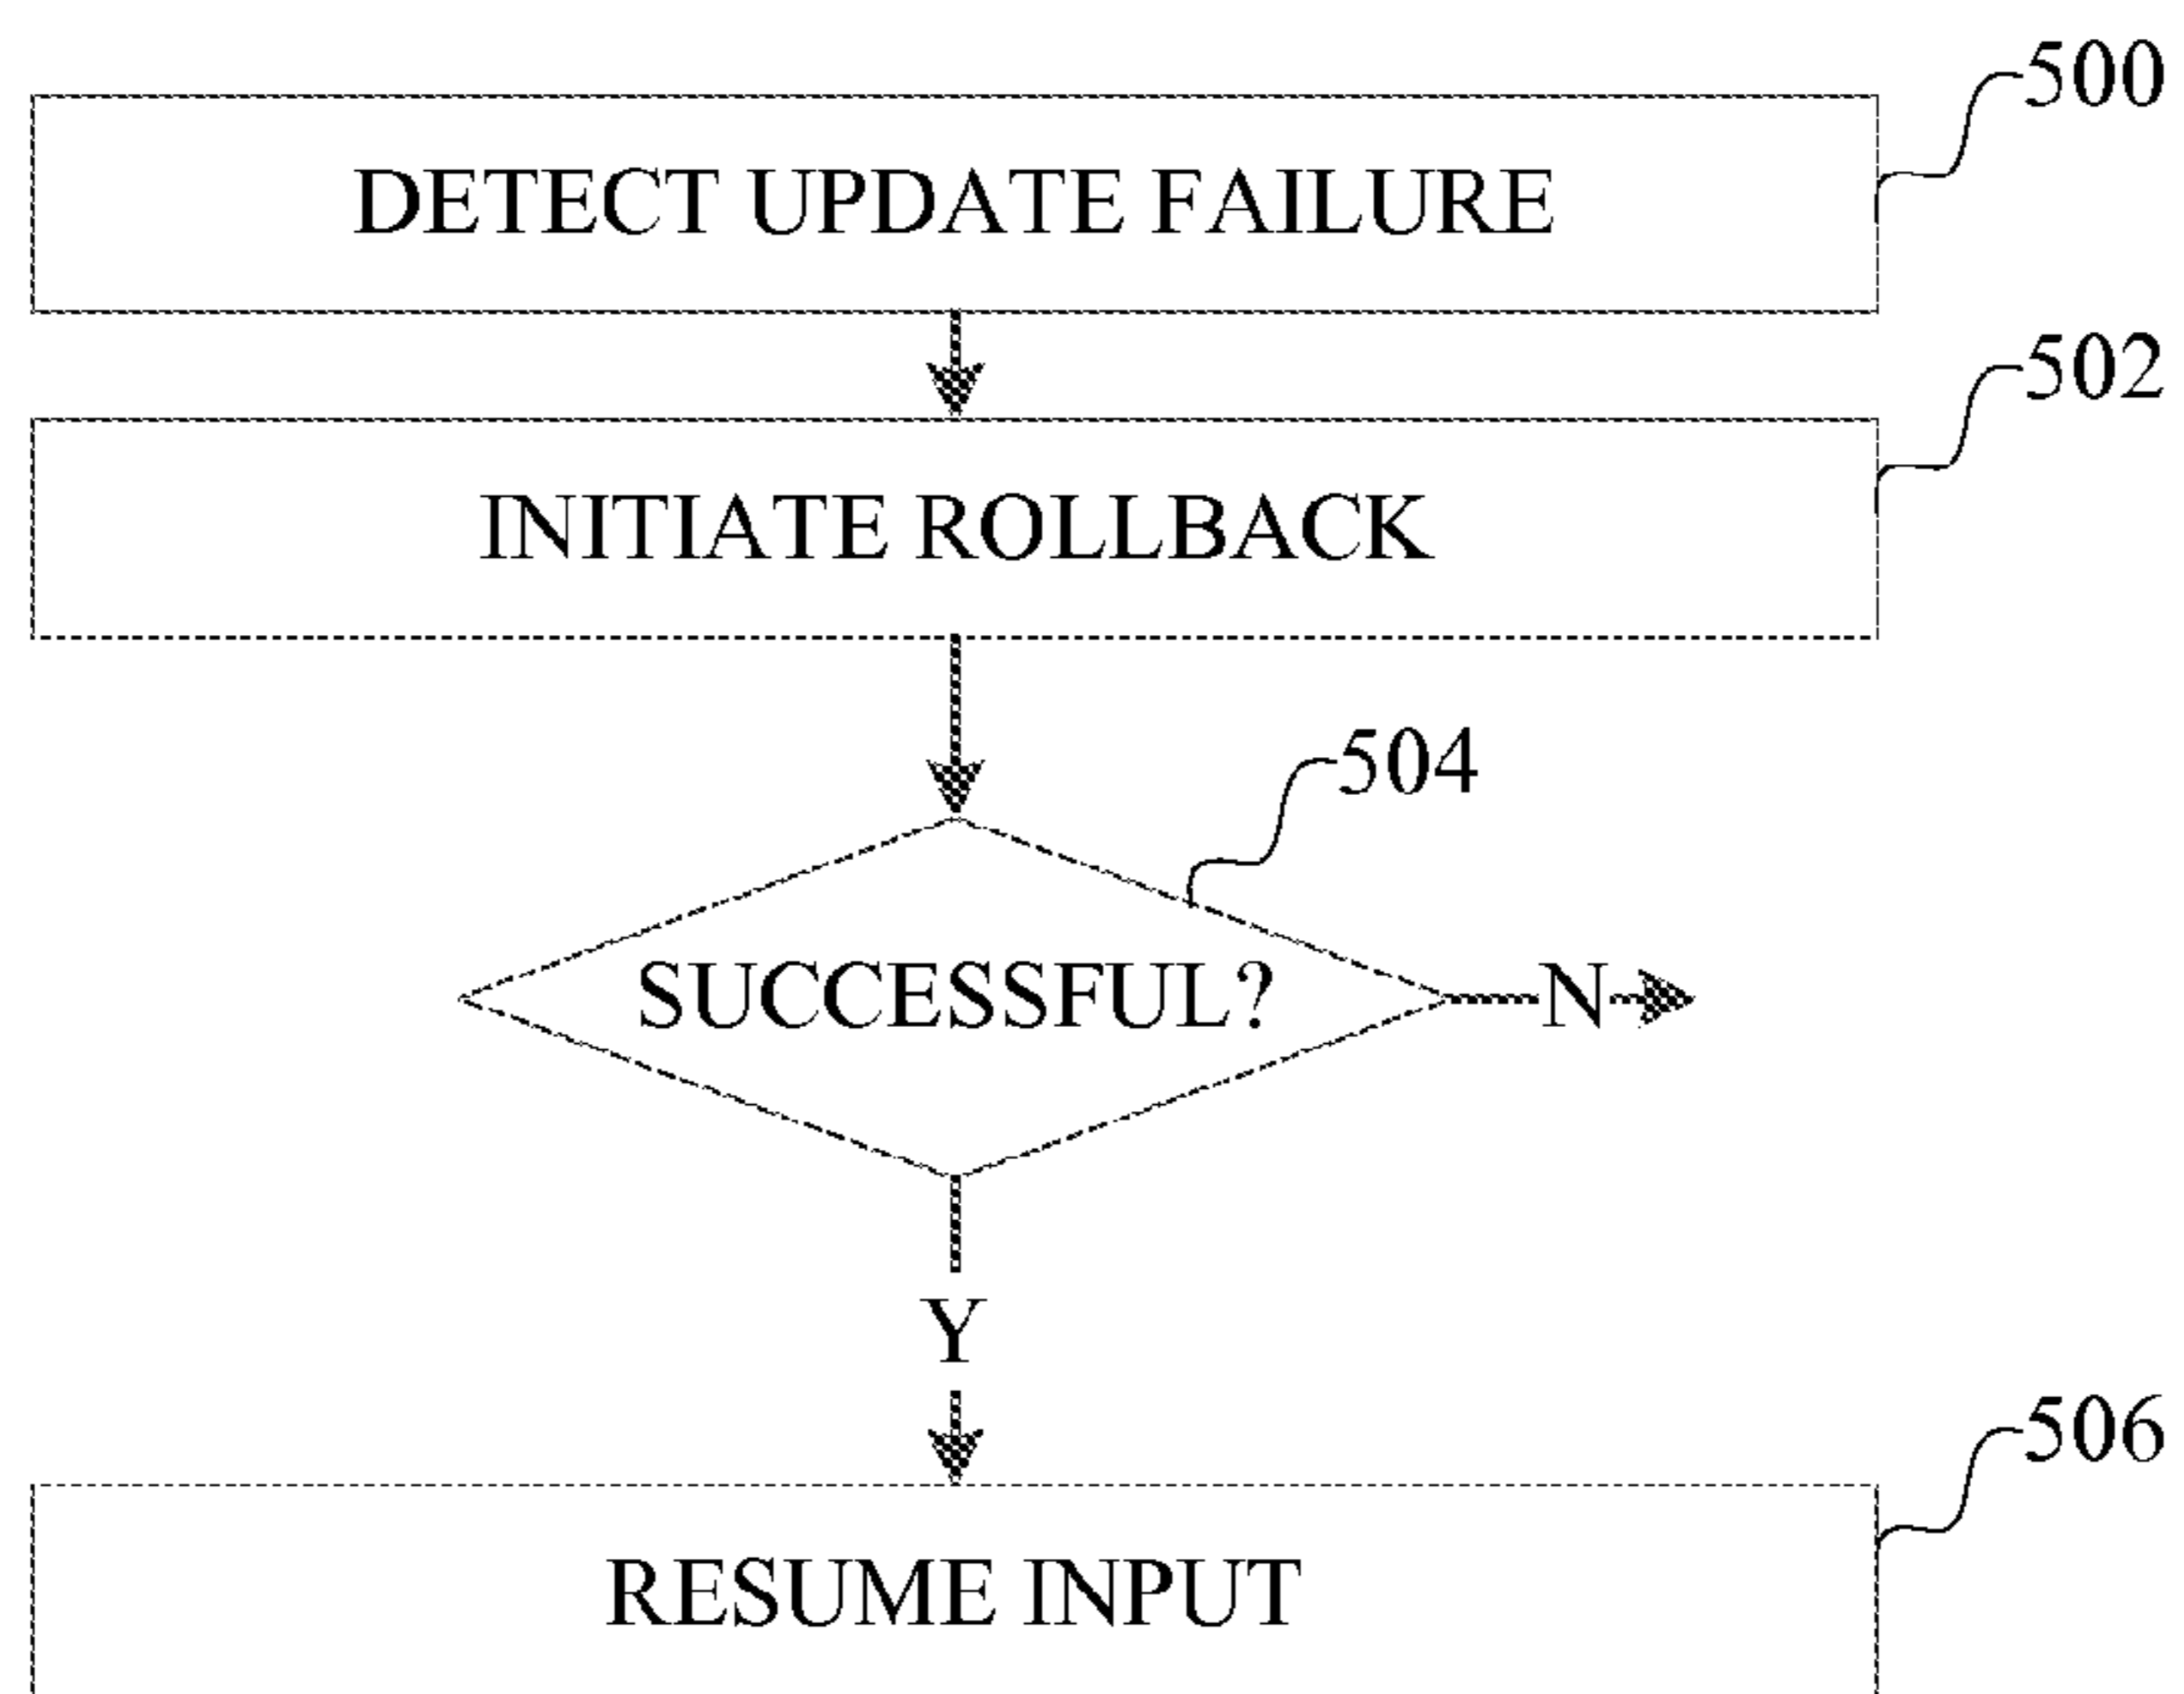 500
DETECT UPDATE FAILURE
502
INITIATE ROLLBACK
504
SUCCESSFUL?
N
Y
506
RESUME INPUT